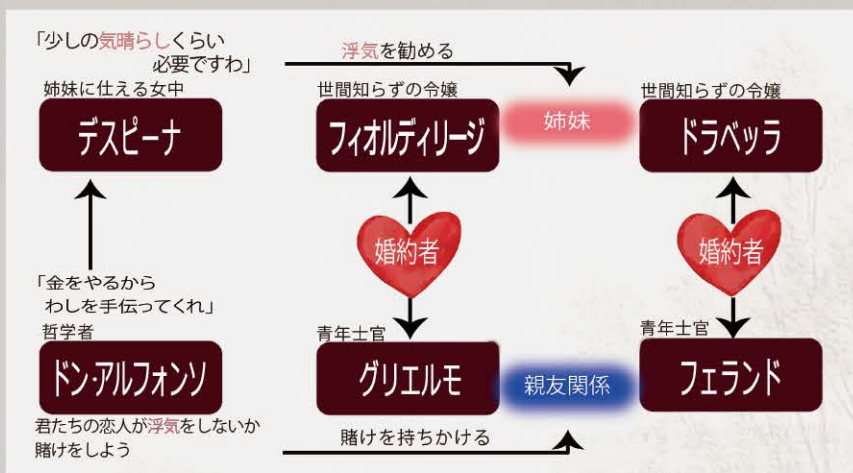 「少しの気晴らしくらい
必要ですわ」
浮気を勧める
姉妹に仕える女中
世間知らずの令嬢
世間知らずの令嬢
デスピーナ
フィオルディリージ
姉妹
ドラベッラ
婚約者
婚約者
「金をやるから
わしを手伝ってくれ」
哲学者
青年士官
青年士官
ドン・アルフォンソ
グリエルモ
親友関係
フェランド
君たちの恋人が浮気をしないか
賭けをしよう
賭けを持ちかける